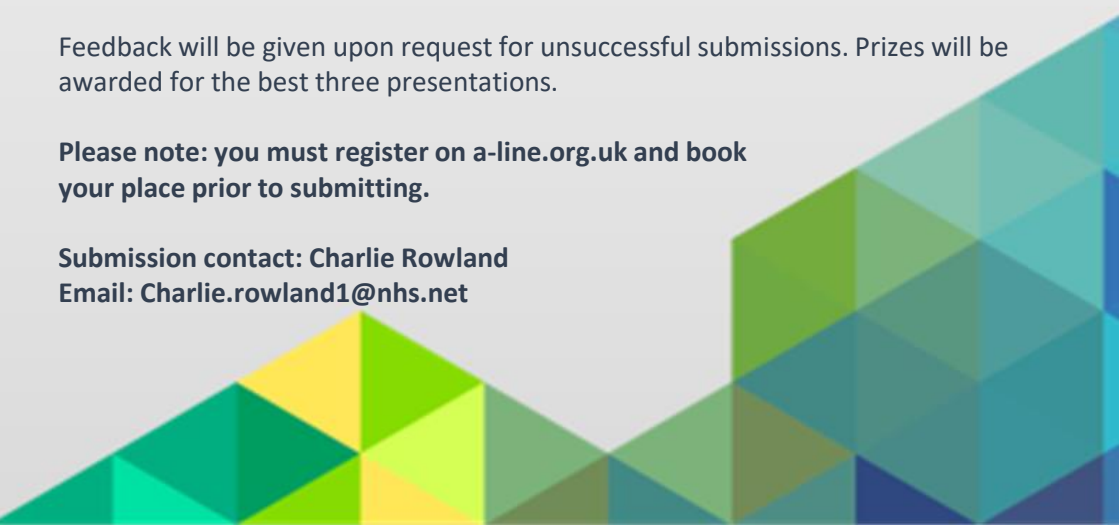 Feedback will be given upon request for unsuccessful submissions. Prizes will be
awarded for the best three presentations.
Please note: you must register on a-line.org.uk and book
your place prior to submitting.
Submission contact: Charlie Rowland
Email: Charlie.rowland1@nhs.net